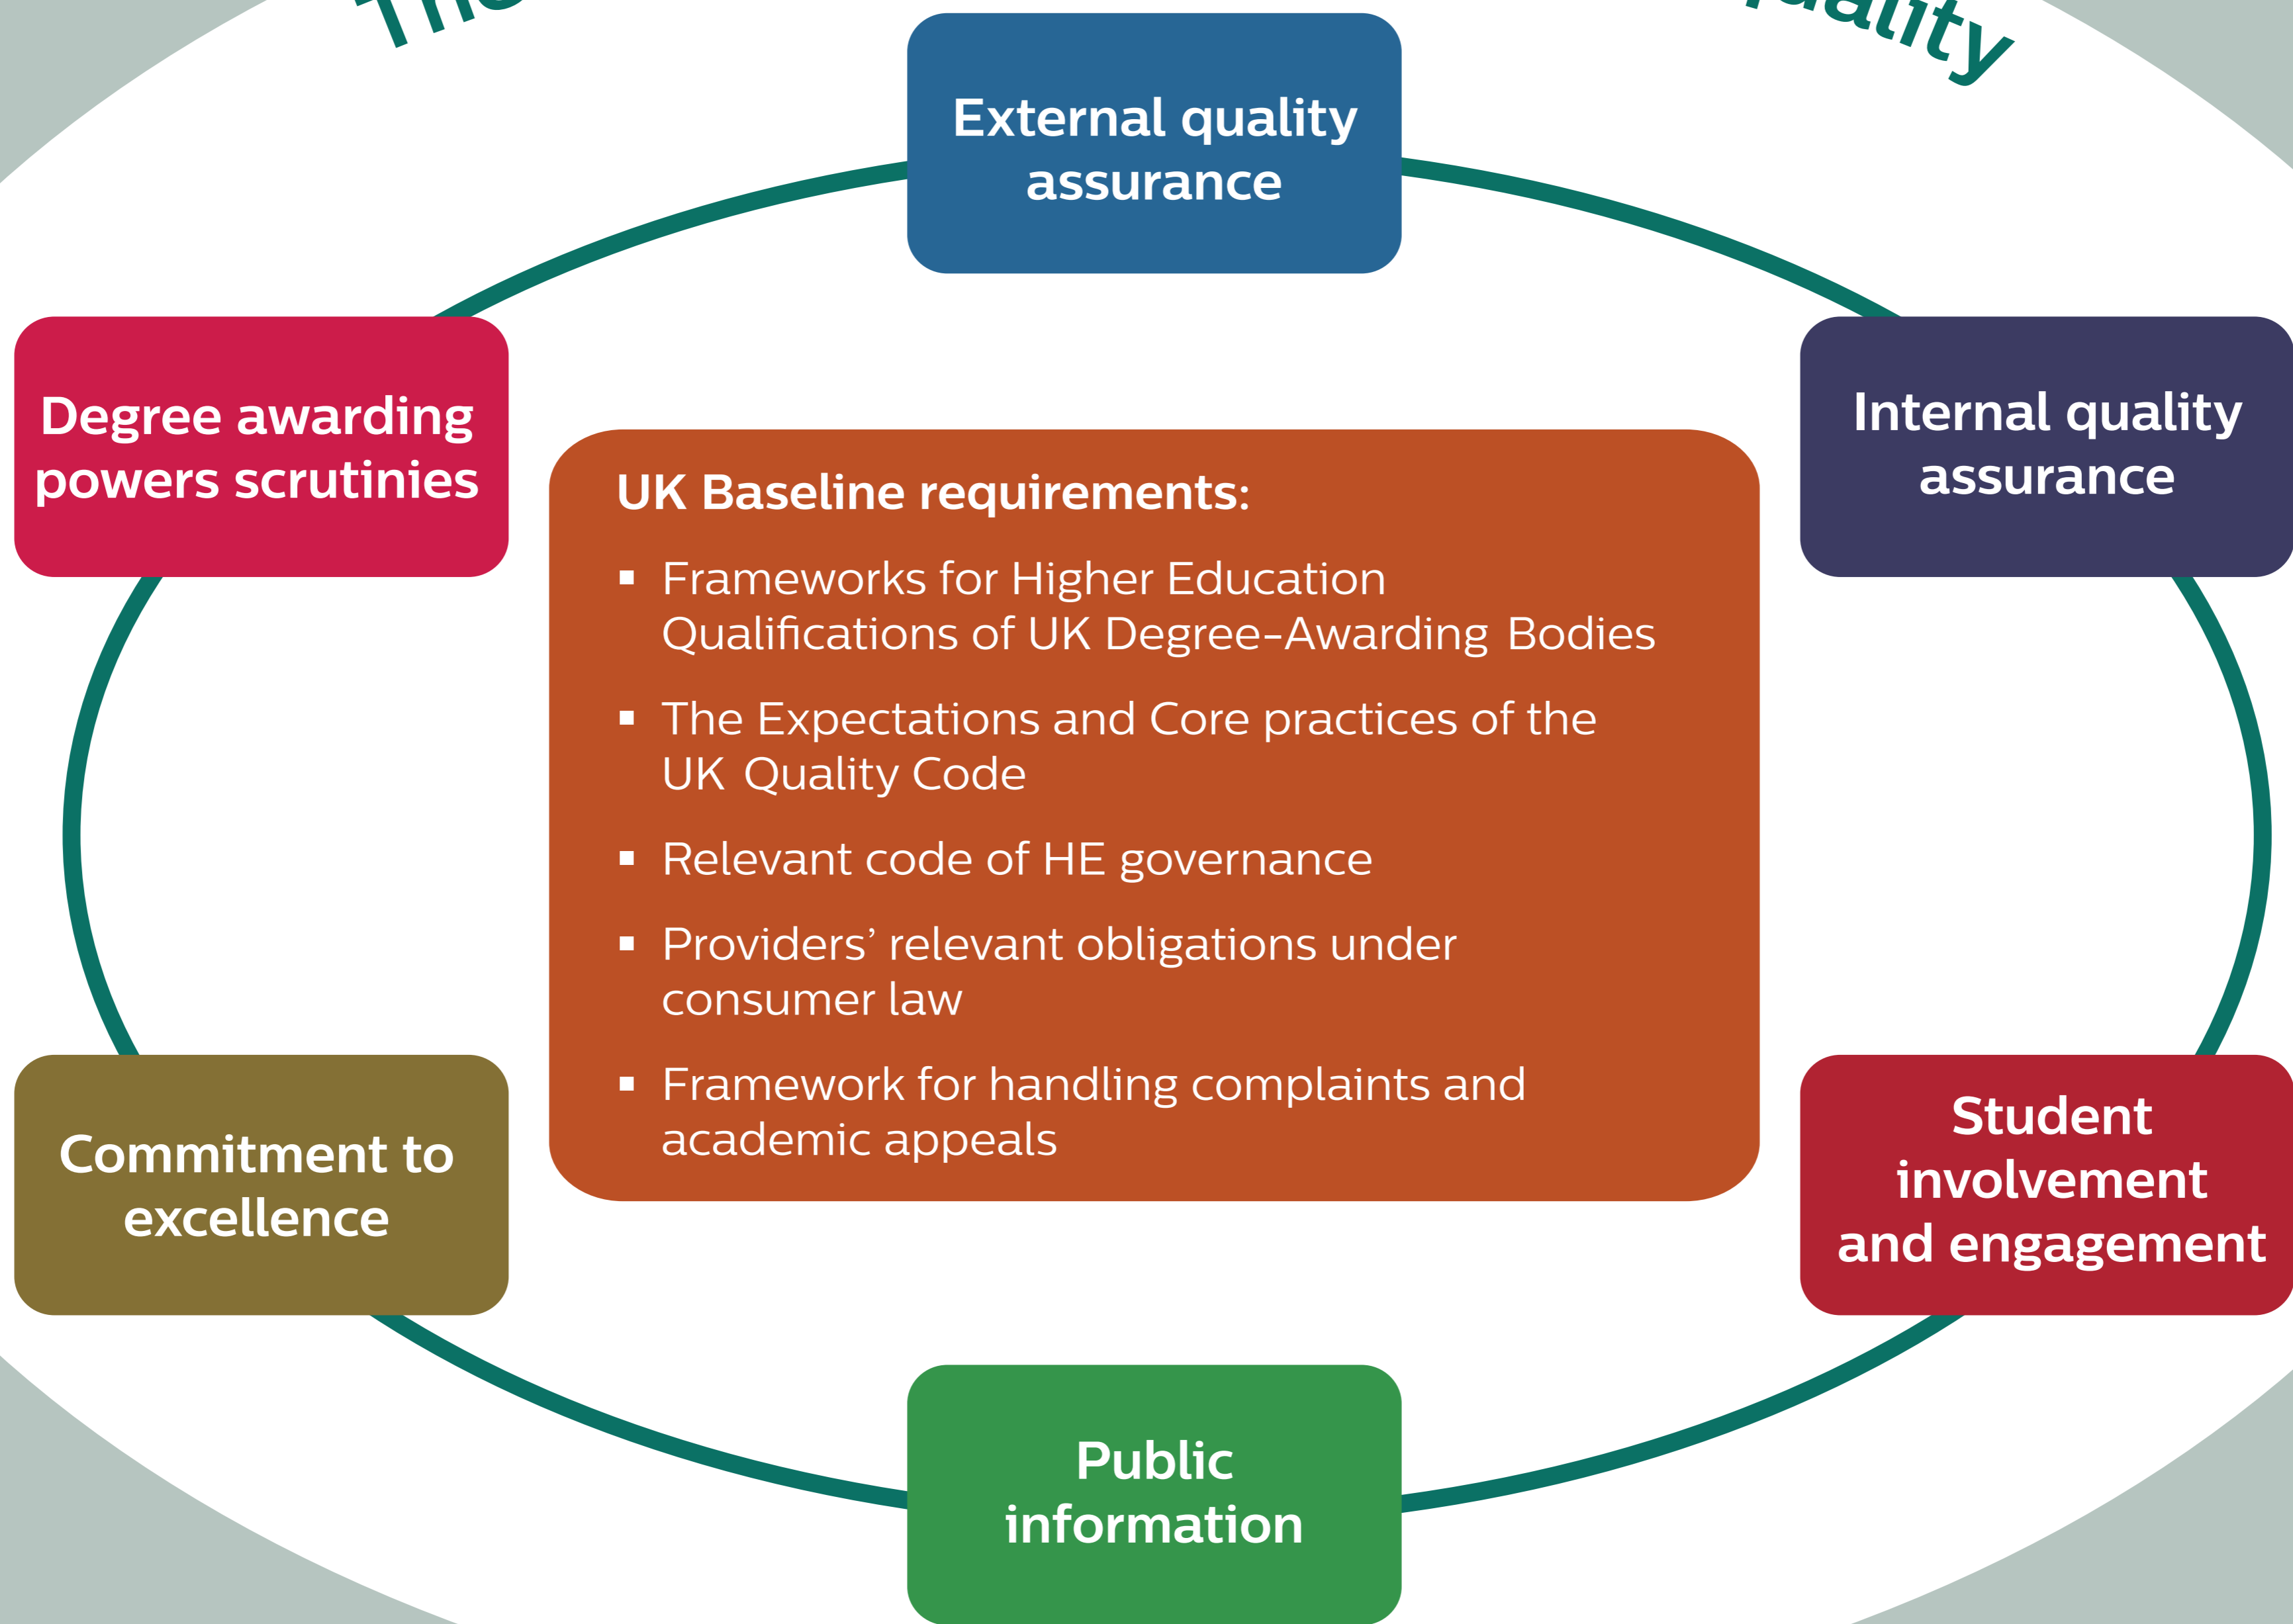 The
quality
External quality
assurance
Degree awarding
powers scrutinies
Internal quality
assurance
UK Baseline requirements:
▪ Frameworks for Higher Education
Qualifications of UK Degree-Awarding Bodies
▪ The Expectations and Core practices of the
UK Quality Code
▪ Relevant code of HE governance
▪ Providers’ relevant obligations under
consumer law
▪ Framework for handling complaints and
academic appeals
Commitment to
excellence
Student
involvement
and engagement
Public
information